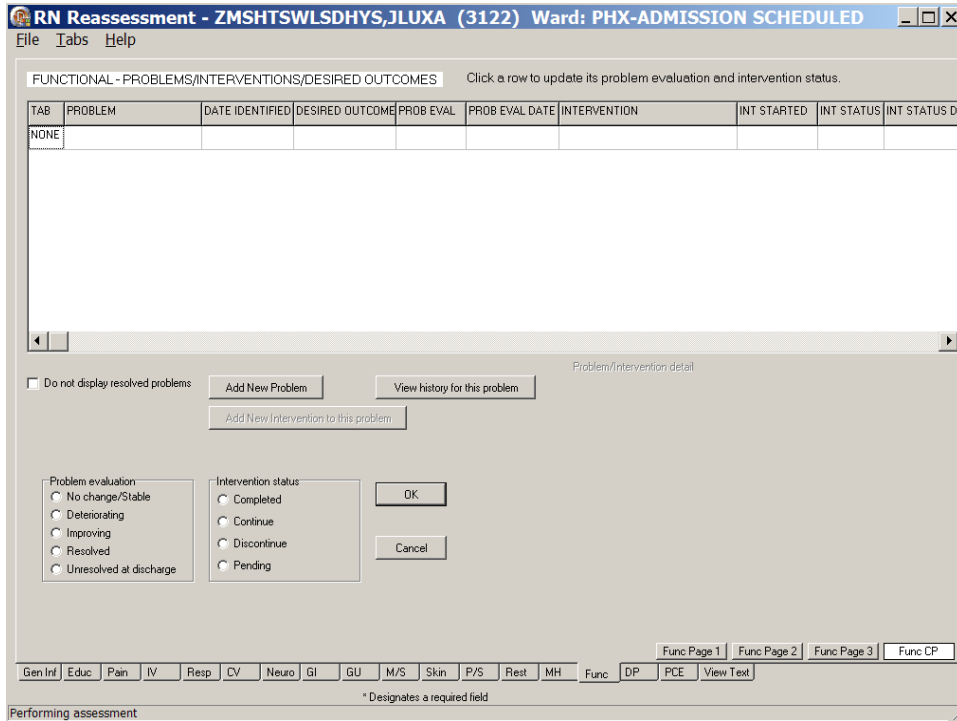 RN Reassessment - ZMSHTSWLSDHYS,JLUXA (3122) Ward: PHX-ADMISSION SCHEDULED
File Tabs Help
FUNCTIONAL - PROBLEMS/INTERVENTIONS/DESIRED OUTCOMES Click a row to update its problem evaluation and intervention status.
TAB PROBLEM DATE IDENTIFIED DESIRED OUTCOME PROB EVAL PROB EVAL DATE INTERVENTION INT STARTED INT STATUS INT STATUS D
NONE
Problem/Intervention detail
Do not display resolved problems Add New Problem View history for this problem
Add New Intervention to this problem
Problem evaluation Intervention status
No change/Stable Completed OK
Deteriorating Continue
Improving Discontinue Cancel
Resolved Pending
Unresolved at discharge
Func Page 1 Func Page 2 Func Page 3 Func CP
Gen Inf Educ Pain IV Resp CV Neuro GI GU M/S Skin P/S Rest MH Func DP PCE View Text
* Designates a required field
Performing assessment